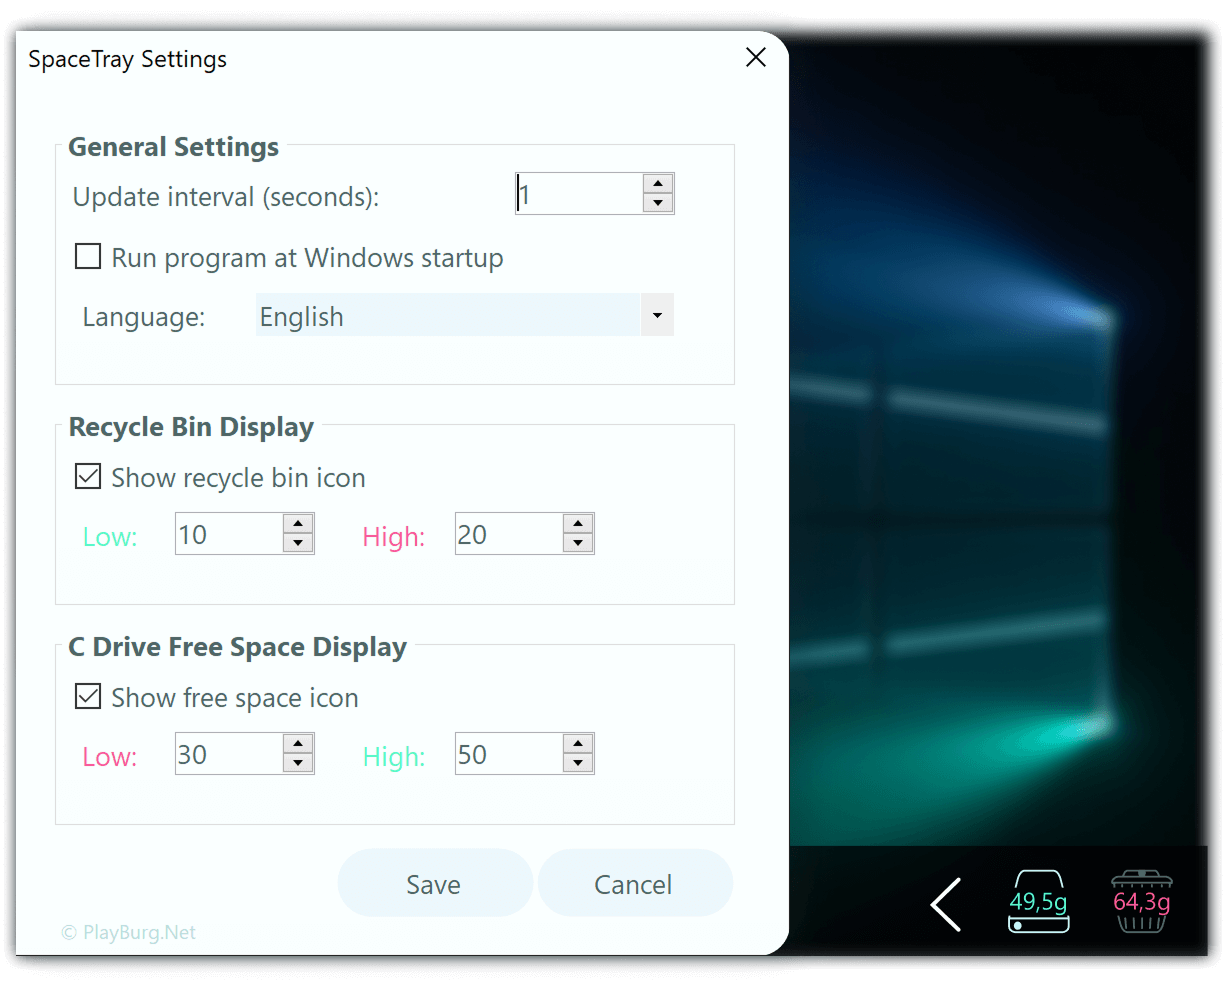 SpaceTray Settings
General Settings
Update interval (seconds): 1
Run program at Windows startup
Language: English
Recycle Bin Display
Show recycle bin icon
Low: 10 High: 20
C Drive Free Space Display
Show free space icon
Low: 30 High: 50
Save Cancel
© PlayBurg.Net
49,5g 64,3g